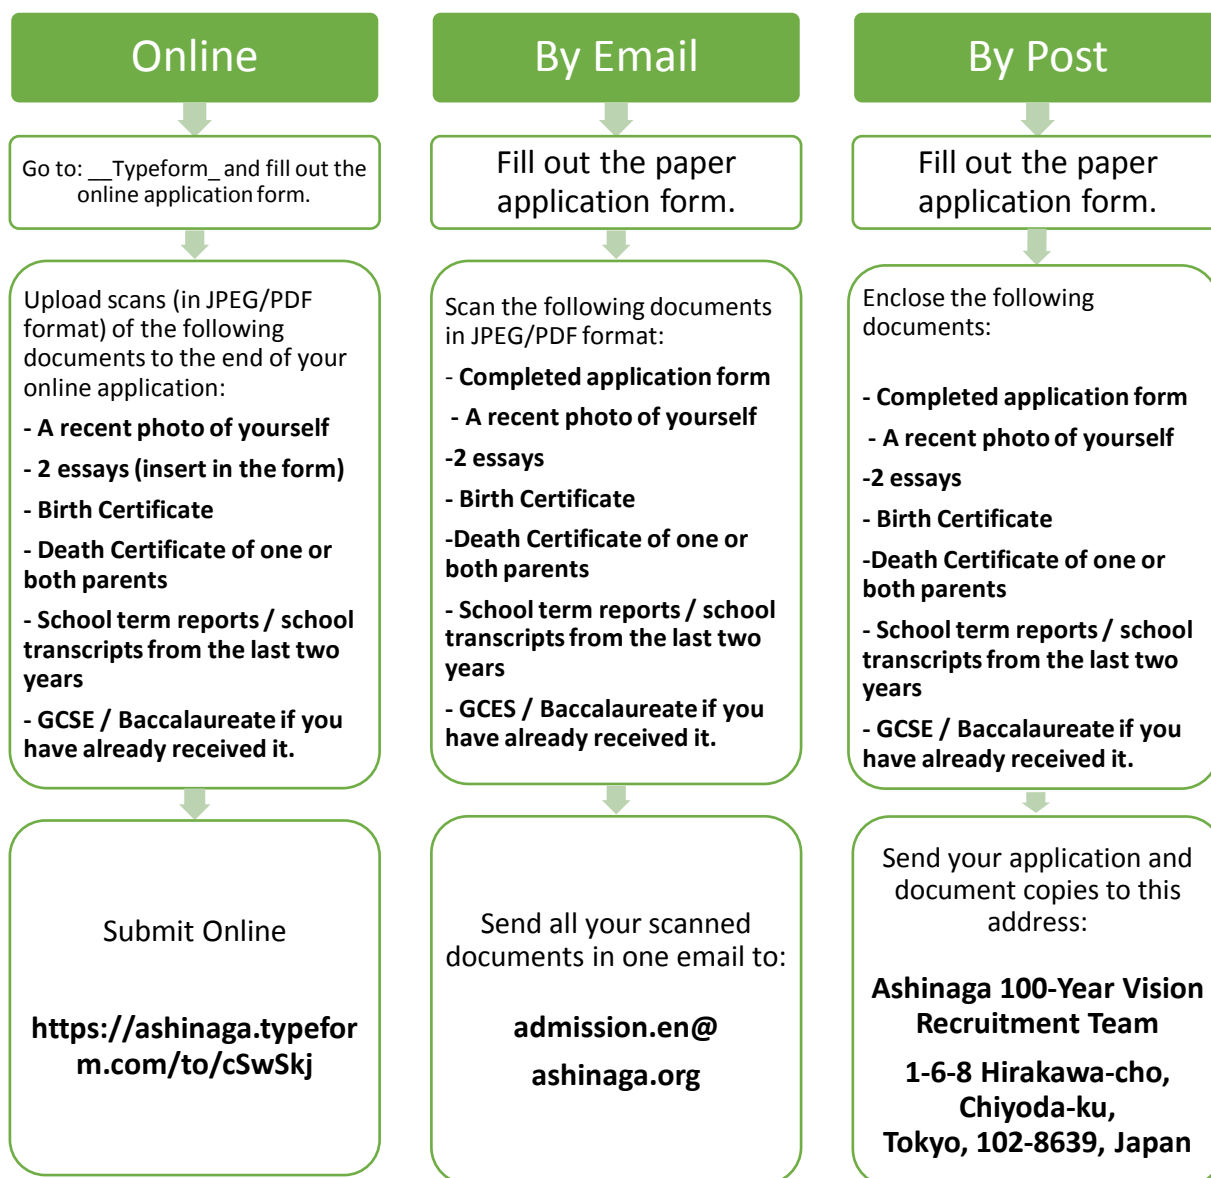 Online
Go to: __Typeform_ and fill out the
online application form.
Upload scans (in JPEG/PDF
format) of the following
documents to the end of your
online application:
- A recent photo of yourself
- 2 essays (insert in the form)
- Birth Certificate
- Death Certificate of one or
both parents
- School term reports / school
transcripts from the last two
years
- GCSE / Baccalaureate if you
have already received it.
Submit Online
https://ashinaga.typefor
m.com/to/cSwSkj
By Email
Fill out the paper
application form.
Scan the following documents
in JPEG/PDF format:
- Completed application form
- A recent photo of yourself
-2 essays
- Birth Certificate
-Death Certificate of one or
both parents
- School term reports / school
transcripts from the last two
years
- GCES / Baccalaureate if you
have already received it.
Send all your scanned
documents in one email to:
admission.en@
ashinaga.org
By Post
Fill out the paper
application form.
Enclose the following
documents:
- Completed application form
- A recent photo of yourself
-2 essays
- Birth Certificate
-Death Certificate of one or
both parents
- School term reports / school
transcripts from the last two
years
- GCSE / Baccalaureate if you
have already received it.
Send your application and
document copies to this
address:
Ashinaga 100-Year Vision
Recruitment Team
1-6-8 Hirakawa-cho,
Chiyoda-ku,
Tokyo, 102-8639, Japan